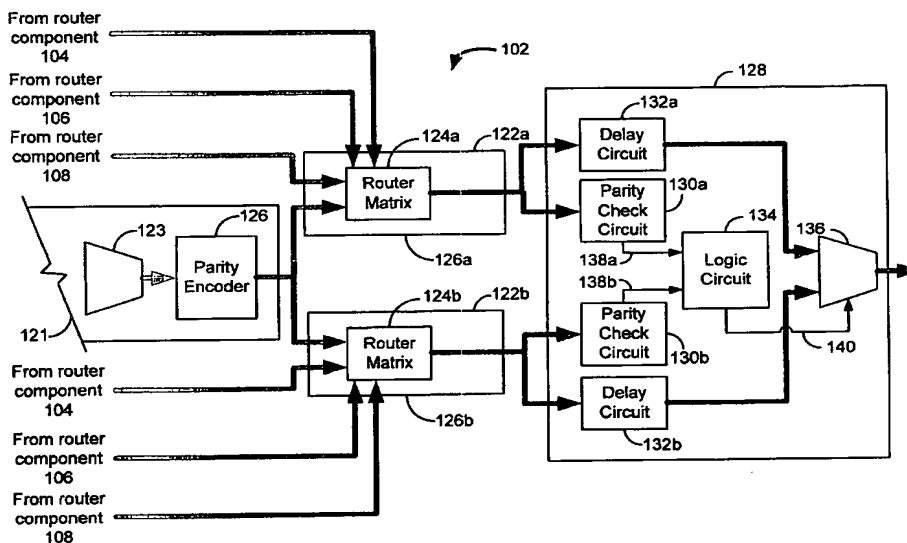 From router
component
104
From router
component
106
From router
component
108
102
128
132a
Delay
Circuit
122a
124a
Router
Matrix
130a
Parity
Check
Circuit
134
136
126
123
Parity
Encoder
126a
138a
Logic
Circuit
138b
122b
124b
121
Router
Matrix
Parity
Check
Circuit
130b
140
From router
component
104
126b
Delay
Circuit
132b
From router
component
106
From router
component
108